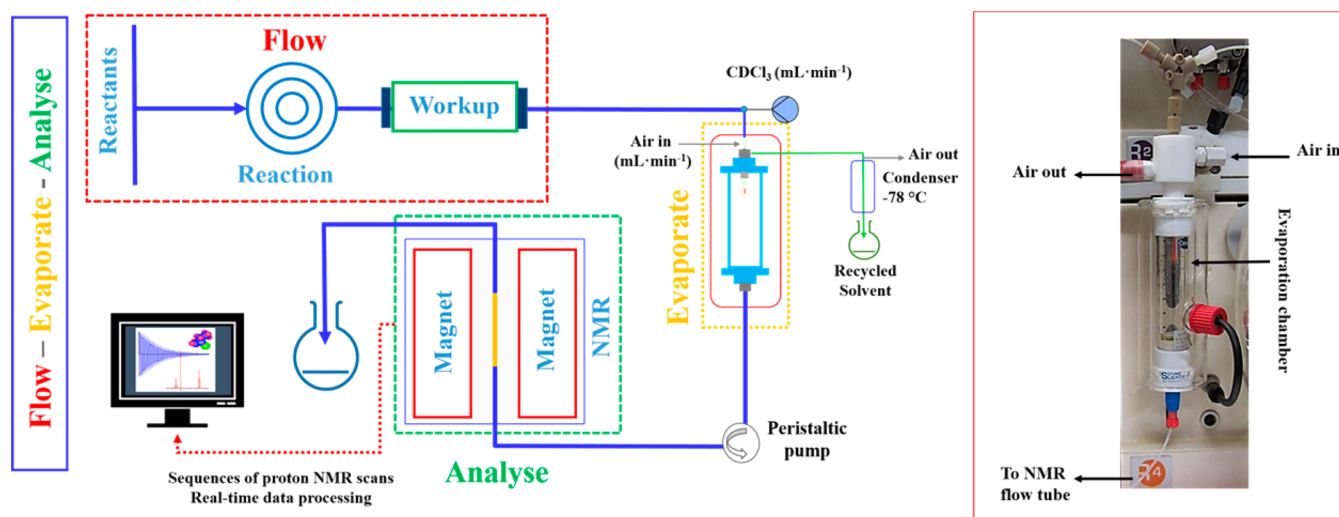 Flow – Evaporate - Analyse
Reactants
Flow
Reaction
Workup
CDCl₃ (mL·min⁻¹)
Air in
(mL·min⁻¹)
Evaporate
Air out
Condenser
-78 °C
Recycled
Solvent
Magnet
Magnet
NMR
Analyse
Peristaltic
pump
Sequences of proton NMR scans
Real-time data processing
Air in
Air out
Evaporation chamber
To NMR
flow tube
R2
R4